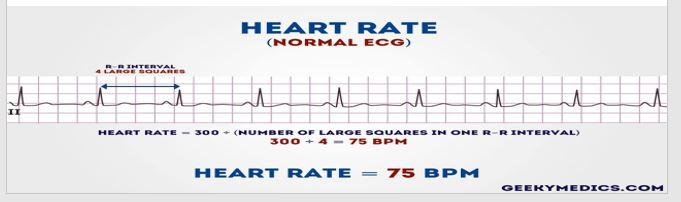 HEART RATE
(NORMAL ECG)
R-R INTERVAL
4 LARGE SQUARES
II
HEART RATE = 300 ÷ (NUMBER OF LARGE SQUARES IN ONE R-R INTERVAL)
300 ÷ 4 = 75 BPM
HEART RATE = 75 BPM
GEEKYMEDICS.COM